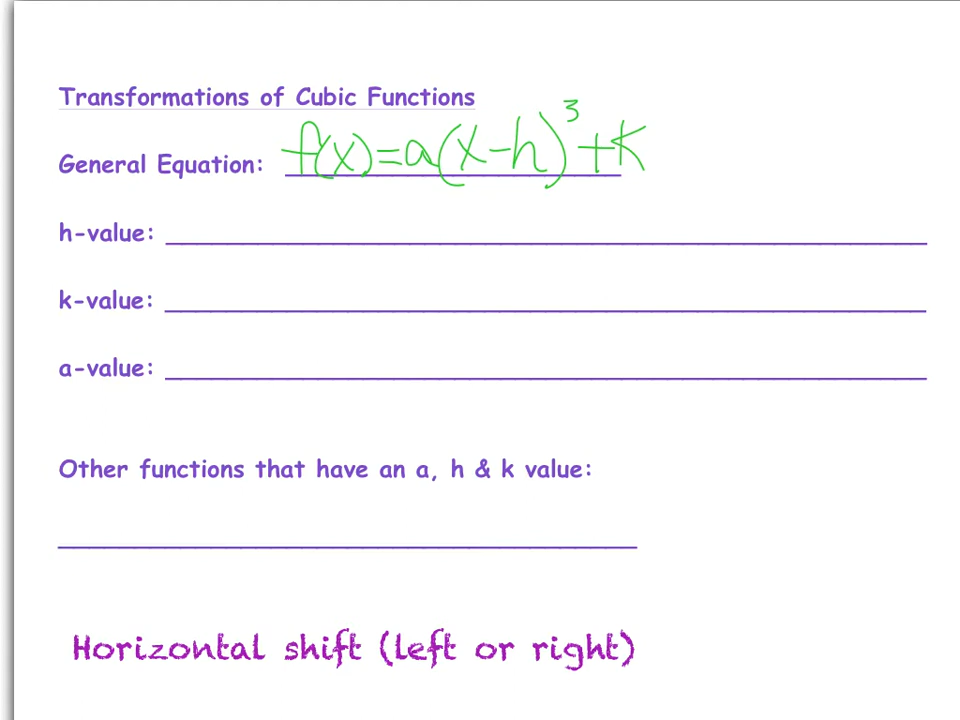 Transformations of Cubic Functions
General Equation: f(x)=a(x-h)³+k
h-value:
k-value:
a-value:
Other functions that have an a, h & k value:
Horizontal shift (left or right)